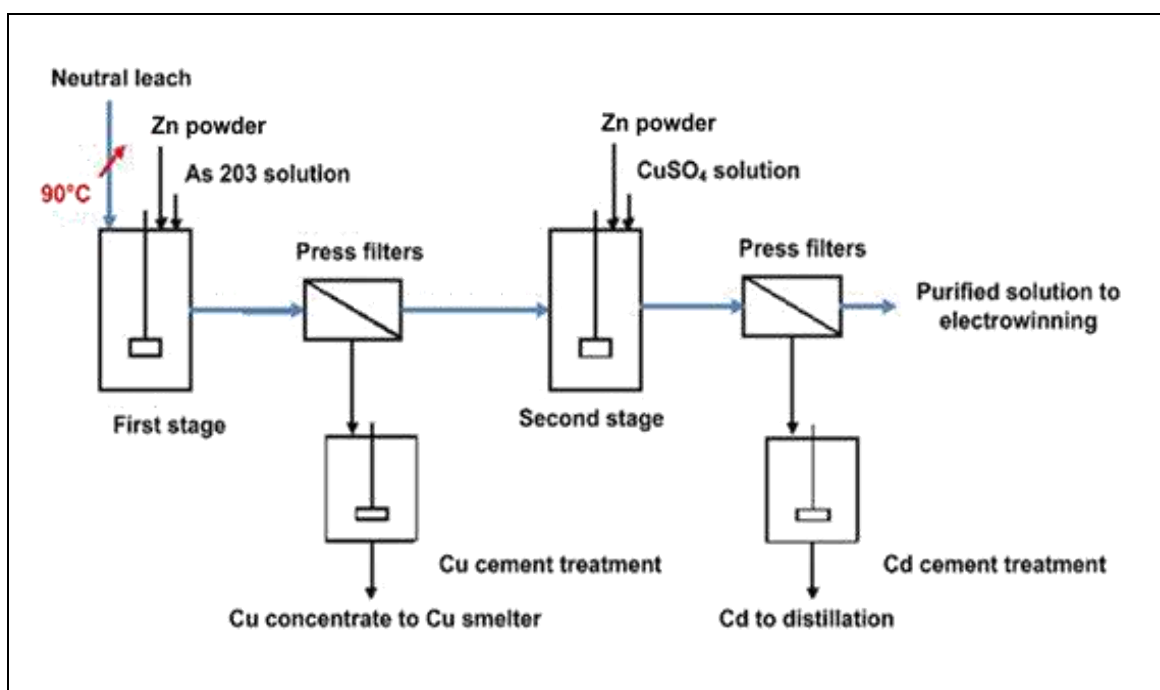 Neutral leach
Zn powder
As 203 solution
90°C
First stage
Press filters
Cu cement treatment
Cu concentrate to Cu smelter
Zn powder
CuSO₄ solution
Second stage
Press filters
Purified solution to
electrowinning
Cd cement treatment
Cd to distillation